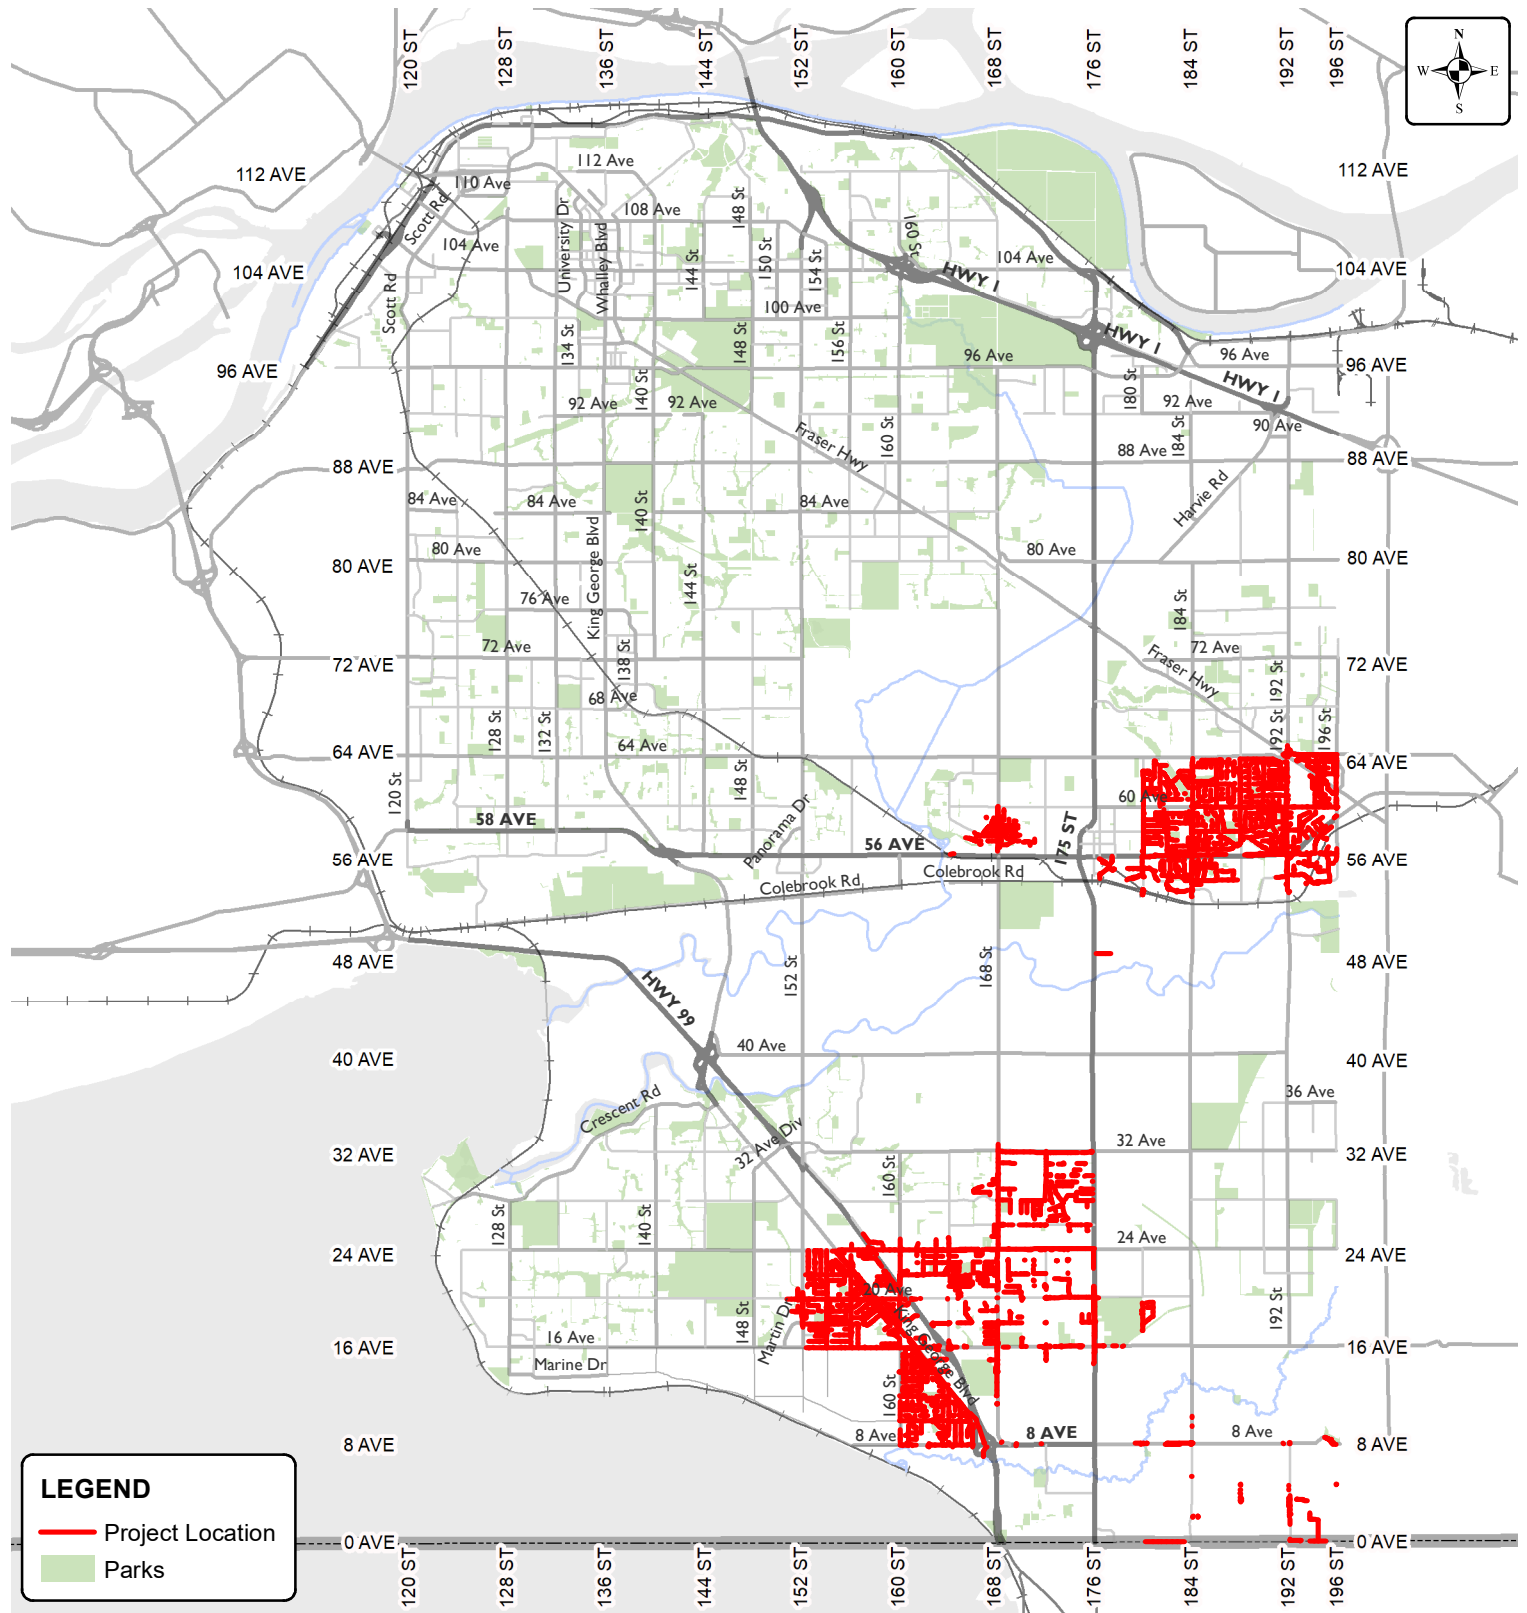 120 ST
128 ST
136 ST
144 ST
152 ST
160 ST
168 ST
176 ST
184 ST
192 ST
196 ST
N
W
E
S
112 AVE
112 Ave
112 AVE
110 Ave
Scott Rd
University Dr
Whalley Blvd
108 Ave
148 St
160 St
104 Ave
144 St
150 St
154 St
104 Ave
104 AVE
HWY 1
104 AVE
Scott Rd
100 Ave
134 St
148 St
156 St
96 Ave
HWY 1
96 Ave
96 AVE
96 AVE
HWY 1
140 St
180 St
92 Ave
92 Ave
92 Ave
Fraser Hwy
160 St
184 St
90 Ave
88 Ave
88 AVE
88 AVE
84 Ave
84 Ave
140 St
84 Ave
Harvie Rd
King George Blvd
80 Ave
80 Ave
80 AVE
80 AVE
76 Ave
144 St
184 St
72 Ave
138 St
72 Ave
72 AVE
72 AVE
Fraser Hwy
192 St
68 Ave
128 St
132 St
64 Ave
192 St
196 St
64 AVE
64 AVE
120 St
148 St
60 Ave
58 AVE
Panorama Dr
56 AVE
175 ST
56 AVE
56 AVE
Colebrook Rd
Colebrook Rd
48 AVE
152 St
168 St
48 AVE
HWY 99
40 Ave
40 AVE
40 AVE
Crescent Rd
36 Ave
32 Ave Div
32 Ave
32 AVE
32 AVE
160 St
128 St
140 St
24 Ave
24 AVE
24 AVE
20 Ave
148 St
Martin Dr
King George Blvd
192 St
16 Ave
16 AVE
16 AVE
Marine Dr
160 St
8 Ave
8 AVE
8 Ave
8 AVE
8 AVE
LEGEND
Project Location
Parks
0 AVE
0 AVE
120 ST
128 ST
136 ST
144 ST
152 ST
160 ST
168 ST
176 ST
184 ST
192 ST
196 ST